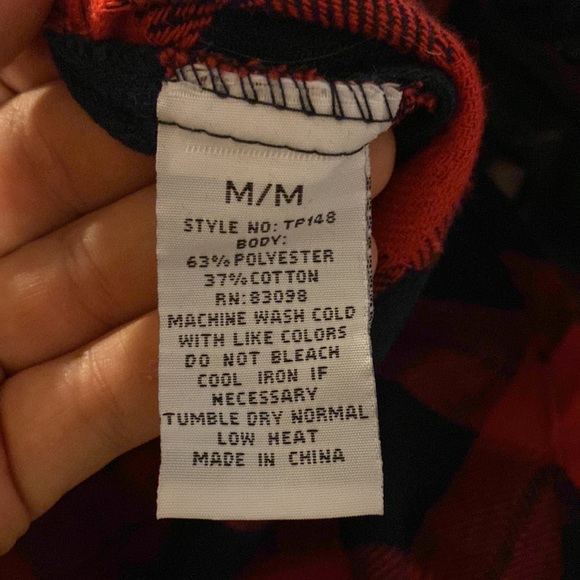 M/M
STYLE NO: TP148
BODY:
63% POLYESTER
37% COTTON
RN: 83098
MACHINE WASH COLD
WITH LIKE COLORS
DO NOT BLEACH
COOL IRON IF
NECESSARY
TUMBLE DRY NORMAL
LOW HEAT
MADE IN CHINA